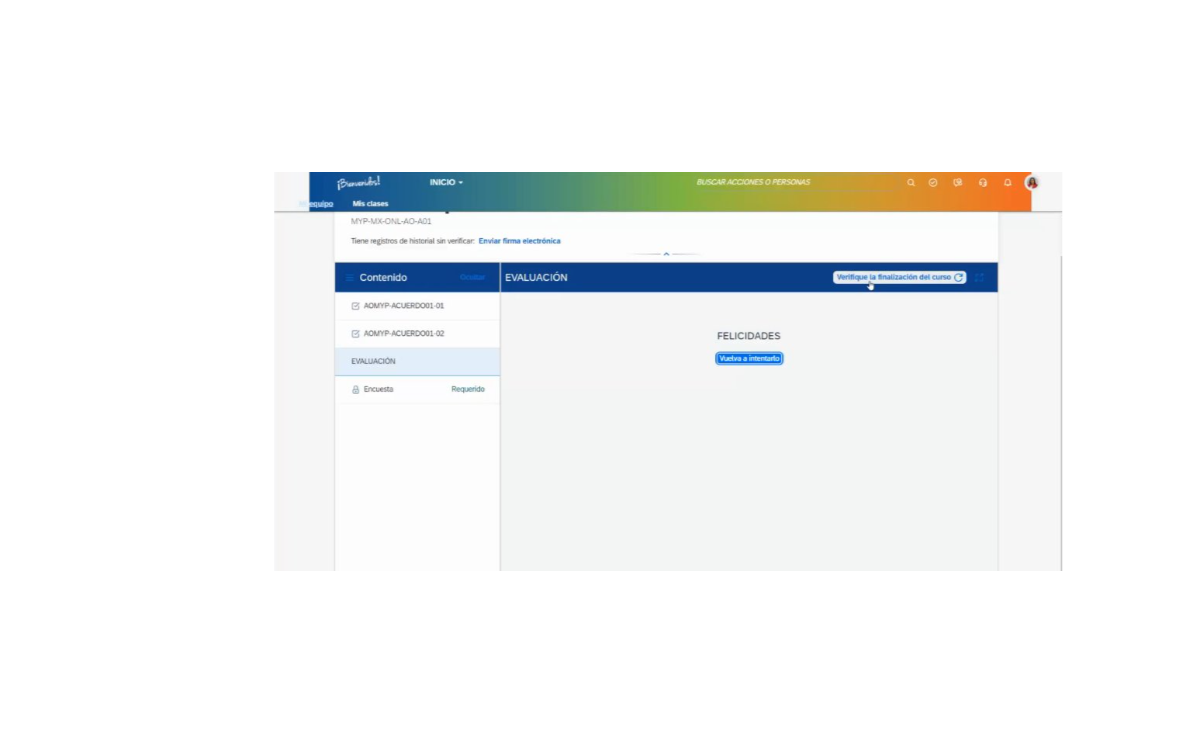 ¡Bienvenidos!
INICIO
BUSCAR ACCIONES O PERSONAS
equipo
Mis clases
MYP-MX-ONL-AO-A01
Tiene registros de historial sin verificar: Enviar firma electrónica
Contenido
Ocultar
EVALUACIÓN
Verifique la finalización del curso
AOMYP-ACUERDO01-01
AOMYP-ACUERDO01-02
EVALUACIÓN
Encuesta
Requerido
FELICIDADES
Vuelva a intentarlo